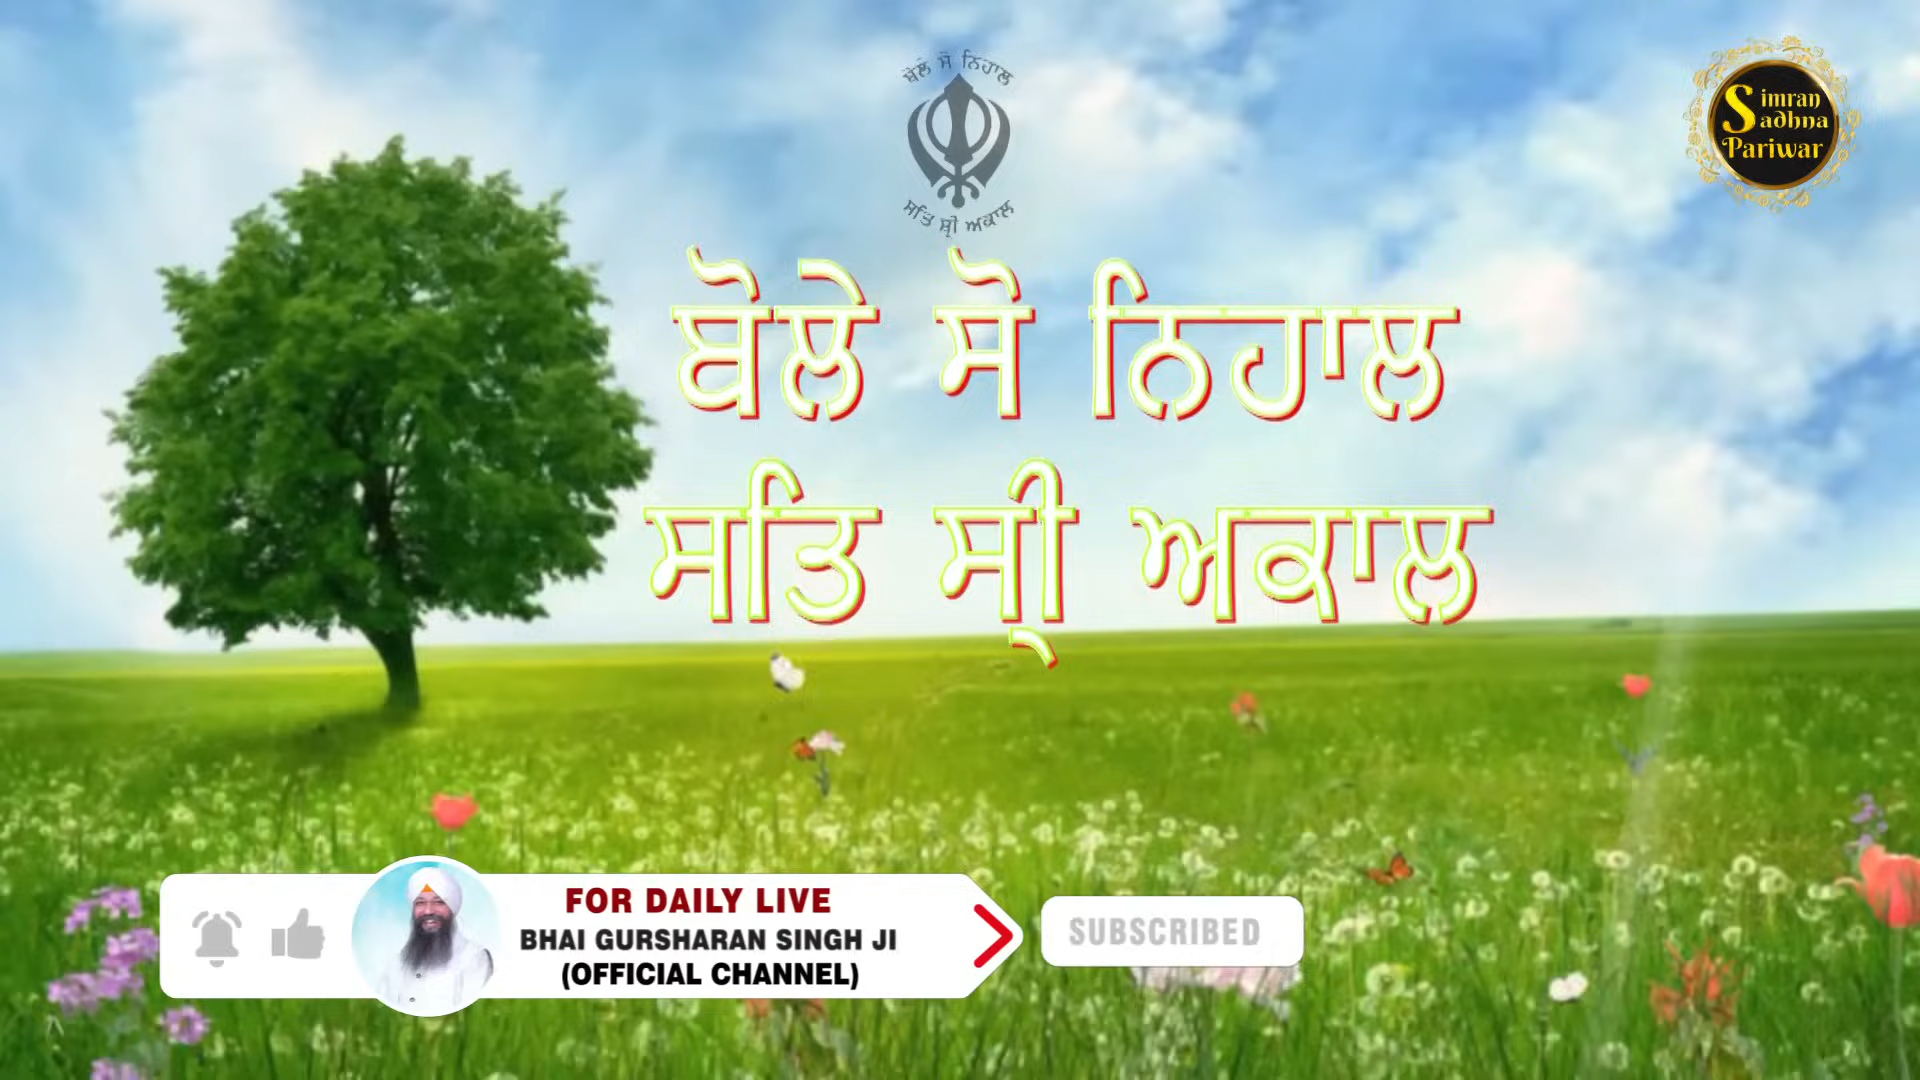 ਬੋਲੇ ਸੋ ਨਿਹਾਲ
ਸਤਿ ਸ੍ਰੀ ਅਕਾਲ
Simran
Sadhna
Pariwar
ਬੋਲੇ ਸੋ ਨਿਹਾਲ
ਸਤਿ ਸ੍ਰੀ ਅਕਾਲ
FOR DAILY LIVE
BHAI GURSHARAN SINGH JI
(OFFICIAL CHANNEL)
SUBSCRIBED